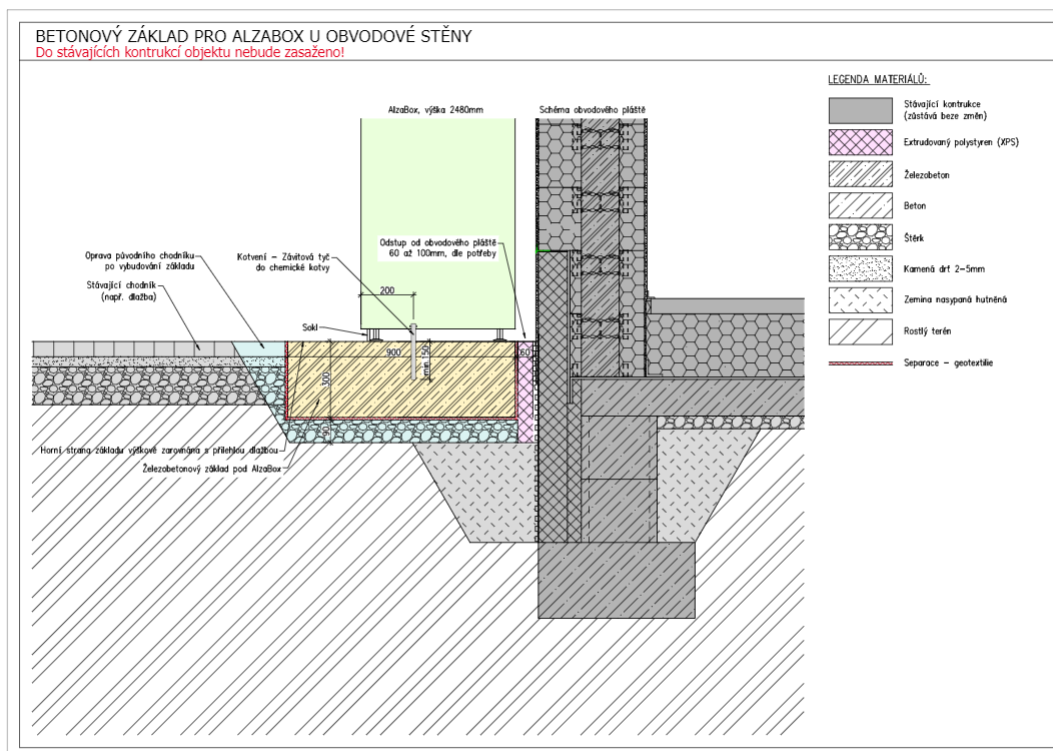 BETONOVÝ ZÁKLAD PRO ALZABOX U OBVODOVÉ STĚNY
Do stávajících kontrukcí objektu nebude zasaženo!
AlzaBox, výška 2480mm
Schéma obvodového pláště
Oprava původního chodníku
po vybudování základu
Stávající chodník
(např. dlažba)
Kotvení – Závitová tyč
do chemické kotvy
Odstup od obvodového pláště
60 až 100mm, dle potřeby
200
Sokl
900
60
min.150
300
90
Horní strana základu výškově zarovnána s přilehlou dlažbou
Železobetonový základ pod AlzaBox
LEGENDA MATERIÁLŮ:
Stávající kontrukce
(zůstává beze změn)
Extrudovaný polystyren (XPS)
Železobeton
Beton
Štěrk
Kamená drť 2–5mm
Zemina nasypaná hutněná
Rostlý terén
Separace – geotextilie